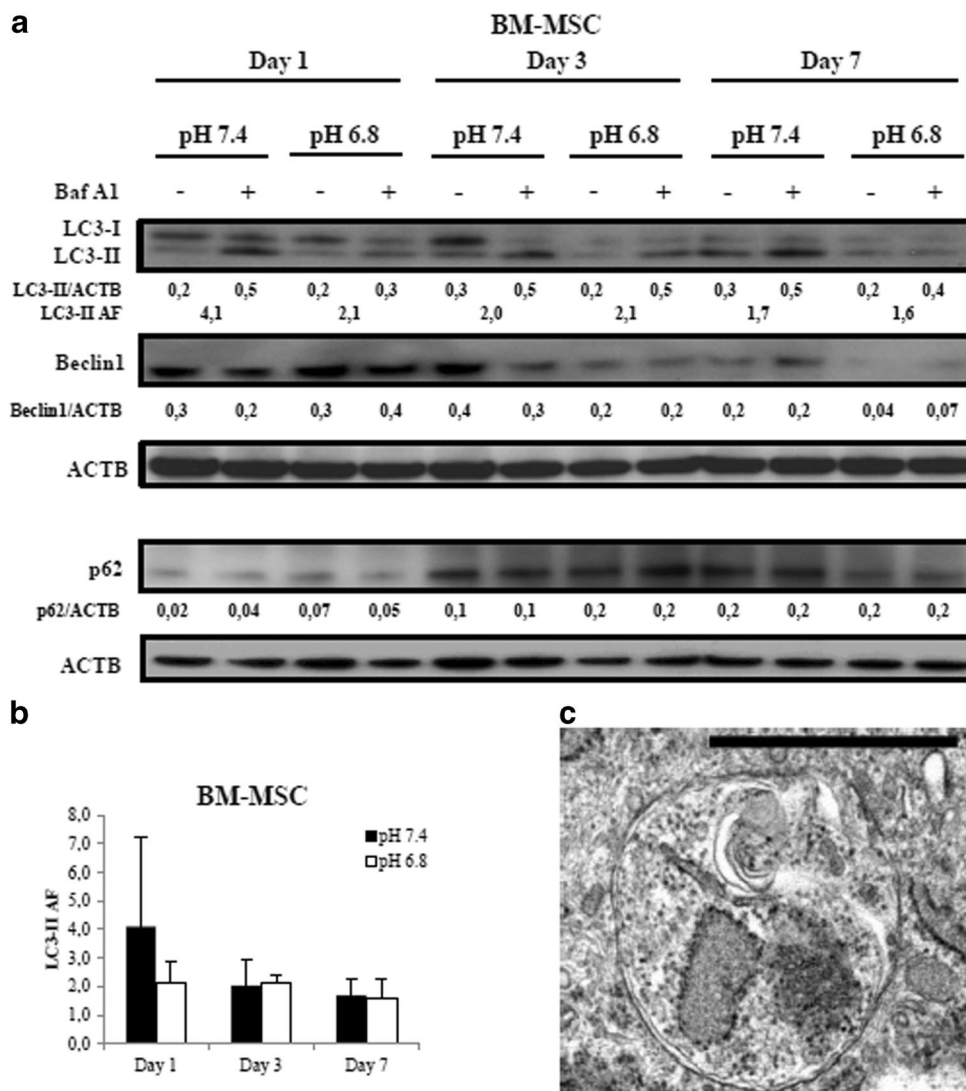 a
BM-MSC
Day 1 Day 3 Day 7
pH 7.4 pH 6.8 pH 7.4 pH 6.8 pH 7.4 pH 6.8
Baf A1 - + - + - + - + - + - +
LC3-I
LC3-II
LC3-II/ACTB 0,2 0,5 0,2 0,3 0,3 0,5 0,2 0,5 0,3 0,5 0,2 0,4
LC3-II AF 4,1 2,1 2,0 2,1 1,7 1,6
Beclin1
Beclin1/ACTB 0,3 0,2 0,3 0,4 0,4 0,3 0,2 0,2 0,2 0,2 0,04 0,07
ACTB
p62
p62/ACTB 0,02 0,04 0,07 0,05 0,1 0,1 0,2 0,2 0,2 0,2 0,2 0,2
ACTB
b
BM-MSC
LC3-II AF
8,0
7,0
6,0
5,0
4,0
3,0
2,0
1,0
0,0
pH 7.4
pH 6.8
Day 1 Day 3 Day 7
c